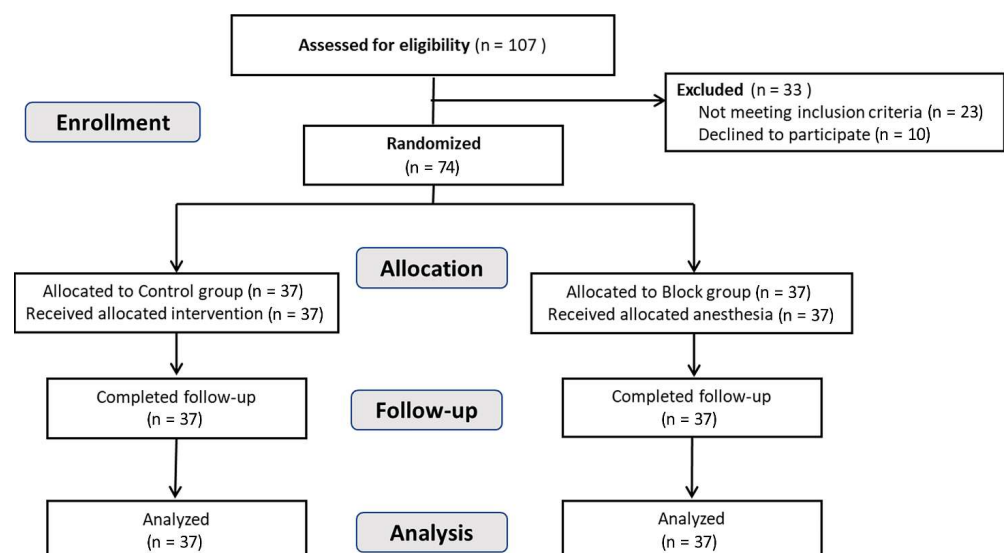 Assessed for eligibility (n = 107 )
Excluded (n = 33 )
Not meeting inclusion criteria (n = 23)
Declined to participate (n = 10)
Enrollment
Randomized
(n = 74)
Allocation
Allocated to Control group (n = 37)
Received allocated intervention (n = 37)
Allocated to Block group (n = 37)
Received allocated anesthesia (n = 37)
Completed follow-up
(n = 37)
Follow-up
Completed follow-up
(n = 37)
Analyzed
(n = 37)
Analysis
Analyzed
(n = 37)